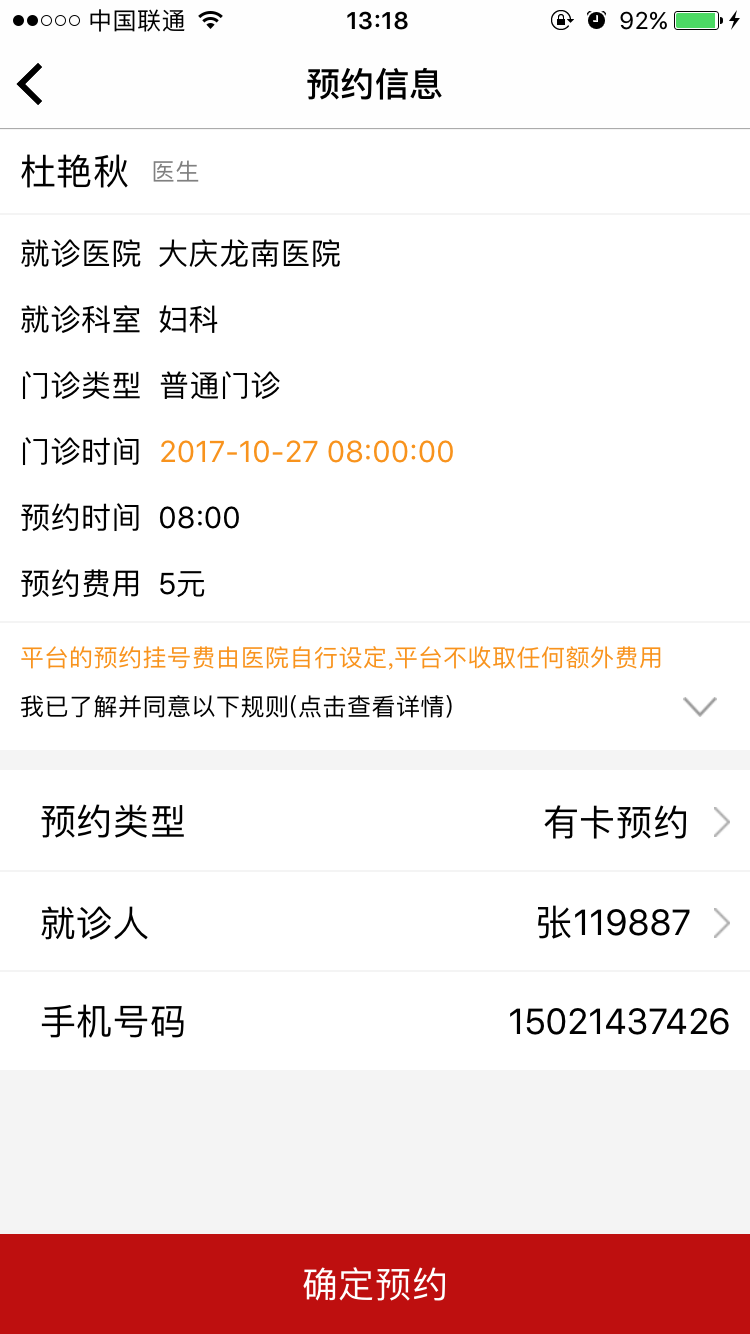 中国联通 13:18 92%
预约信息
杜艳秋 医生
就诊医院 大庆龙南医院
就诊科室 妇科
门诊类型 普通门诊
门诊时间 2017-10-27 08:00:00
预约时间 08:00
预约费用 5元
平台的预约挂号费由医院自行设定,平台不收取任何额外费用
我已了解并同意以下规则(点击查看详情)
预约类型 有卡预约
就诊人 张119887
手机号码 15021437426
确定预约